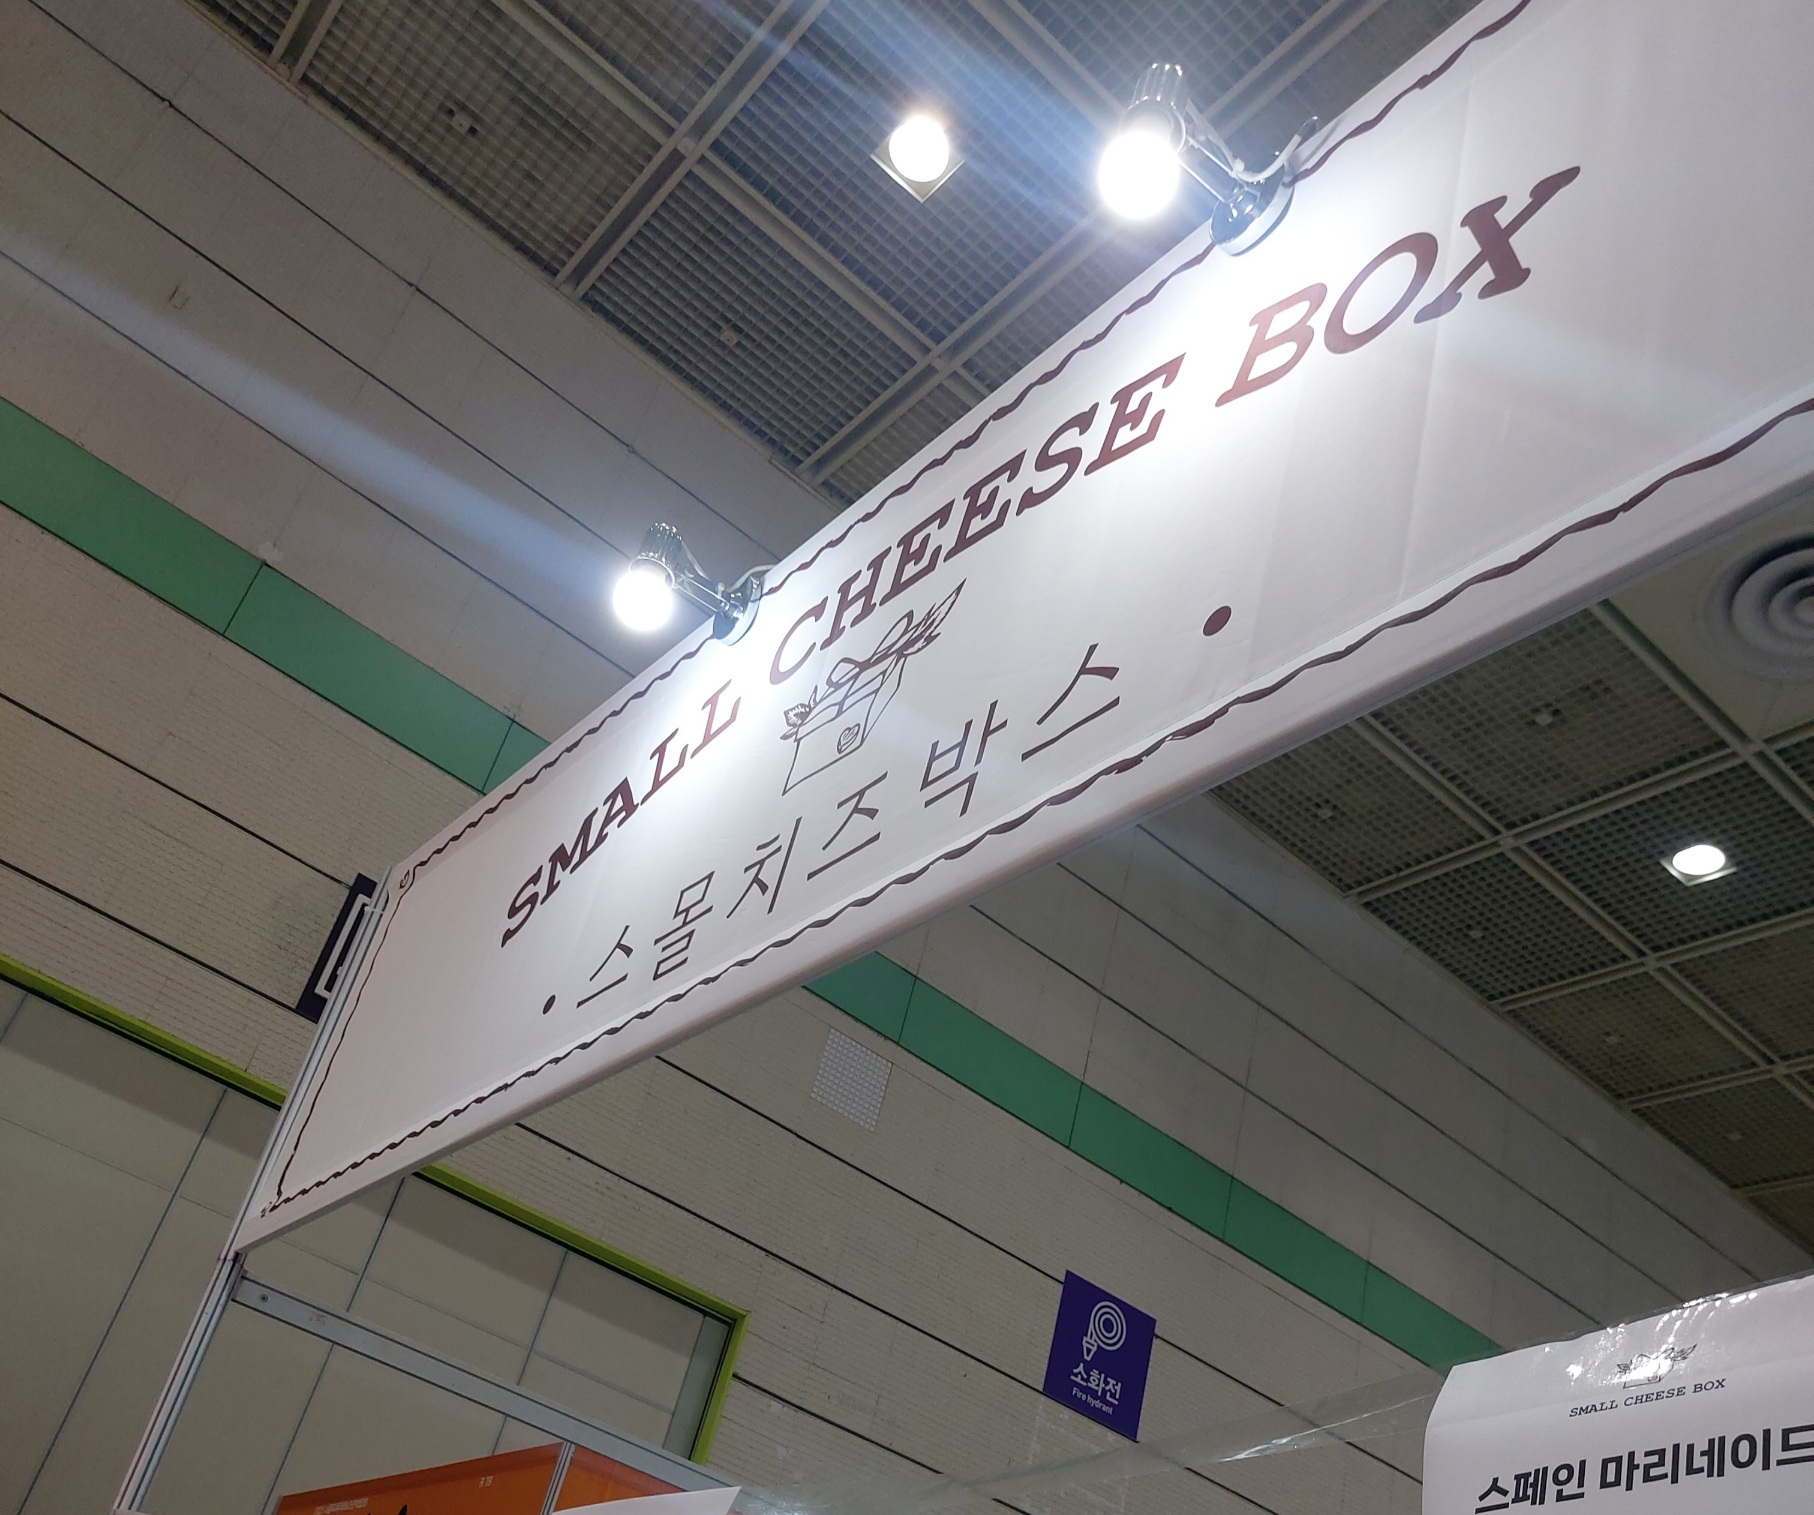 SMALL CHEESE BOX
• 스몰치즈박스 •
소화전
Fire hydrant
SMALL CHEESE BOX
스페인 마리네이드